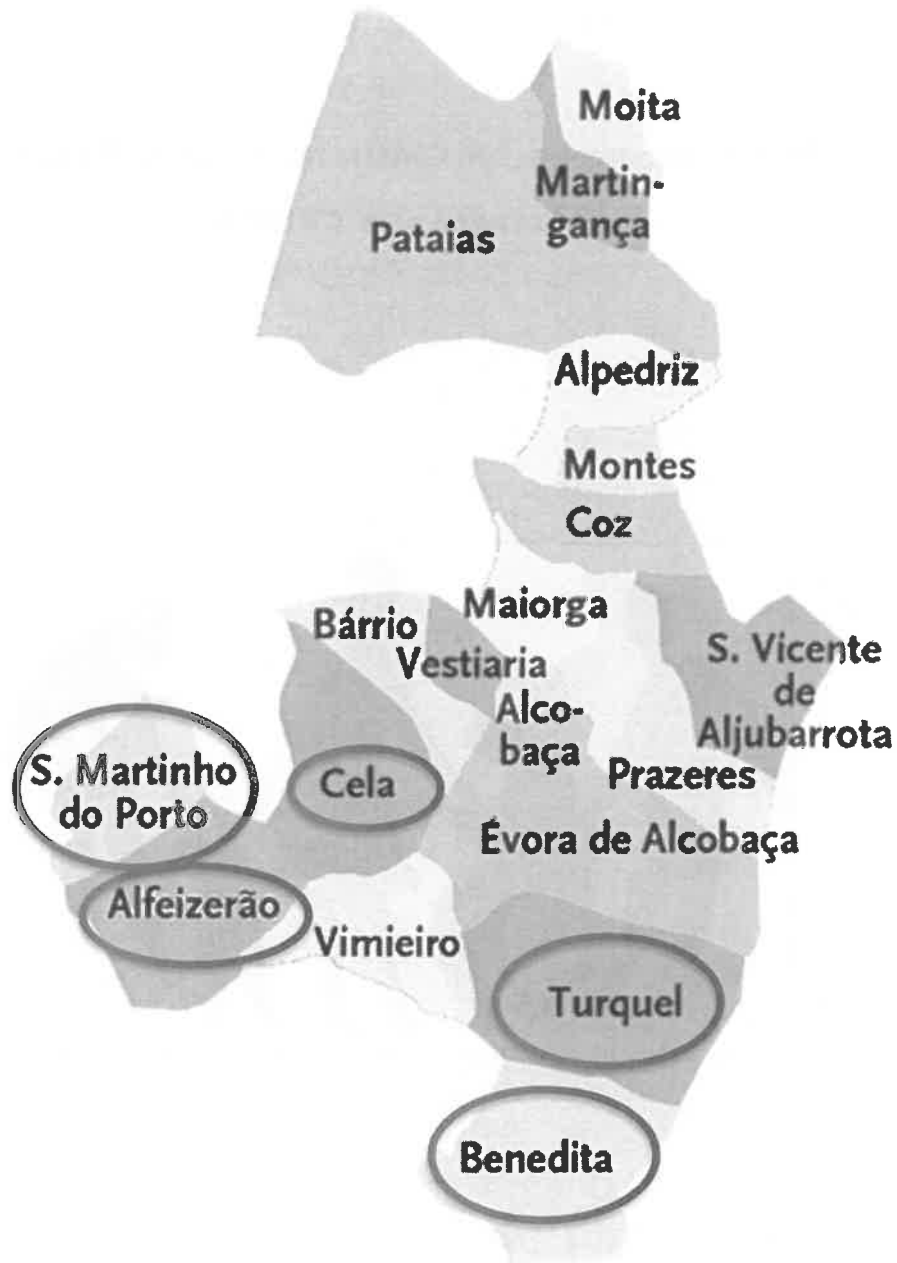 Moita
Martin-
gança
Pataias
Alpedriz
Montes
Coz
Maiorga
Bárrio
Vestiaria
S. Vicente
de
Aljubarrota
Alco-
baça
Prazeres
S. Martinho
do Porto
Cela
Évora de Alcobaça
Alfeizerão
Vimieiro
Turquel
Benedita